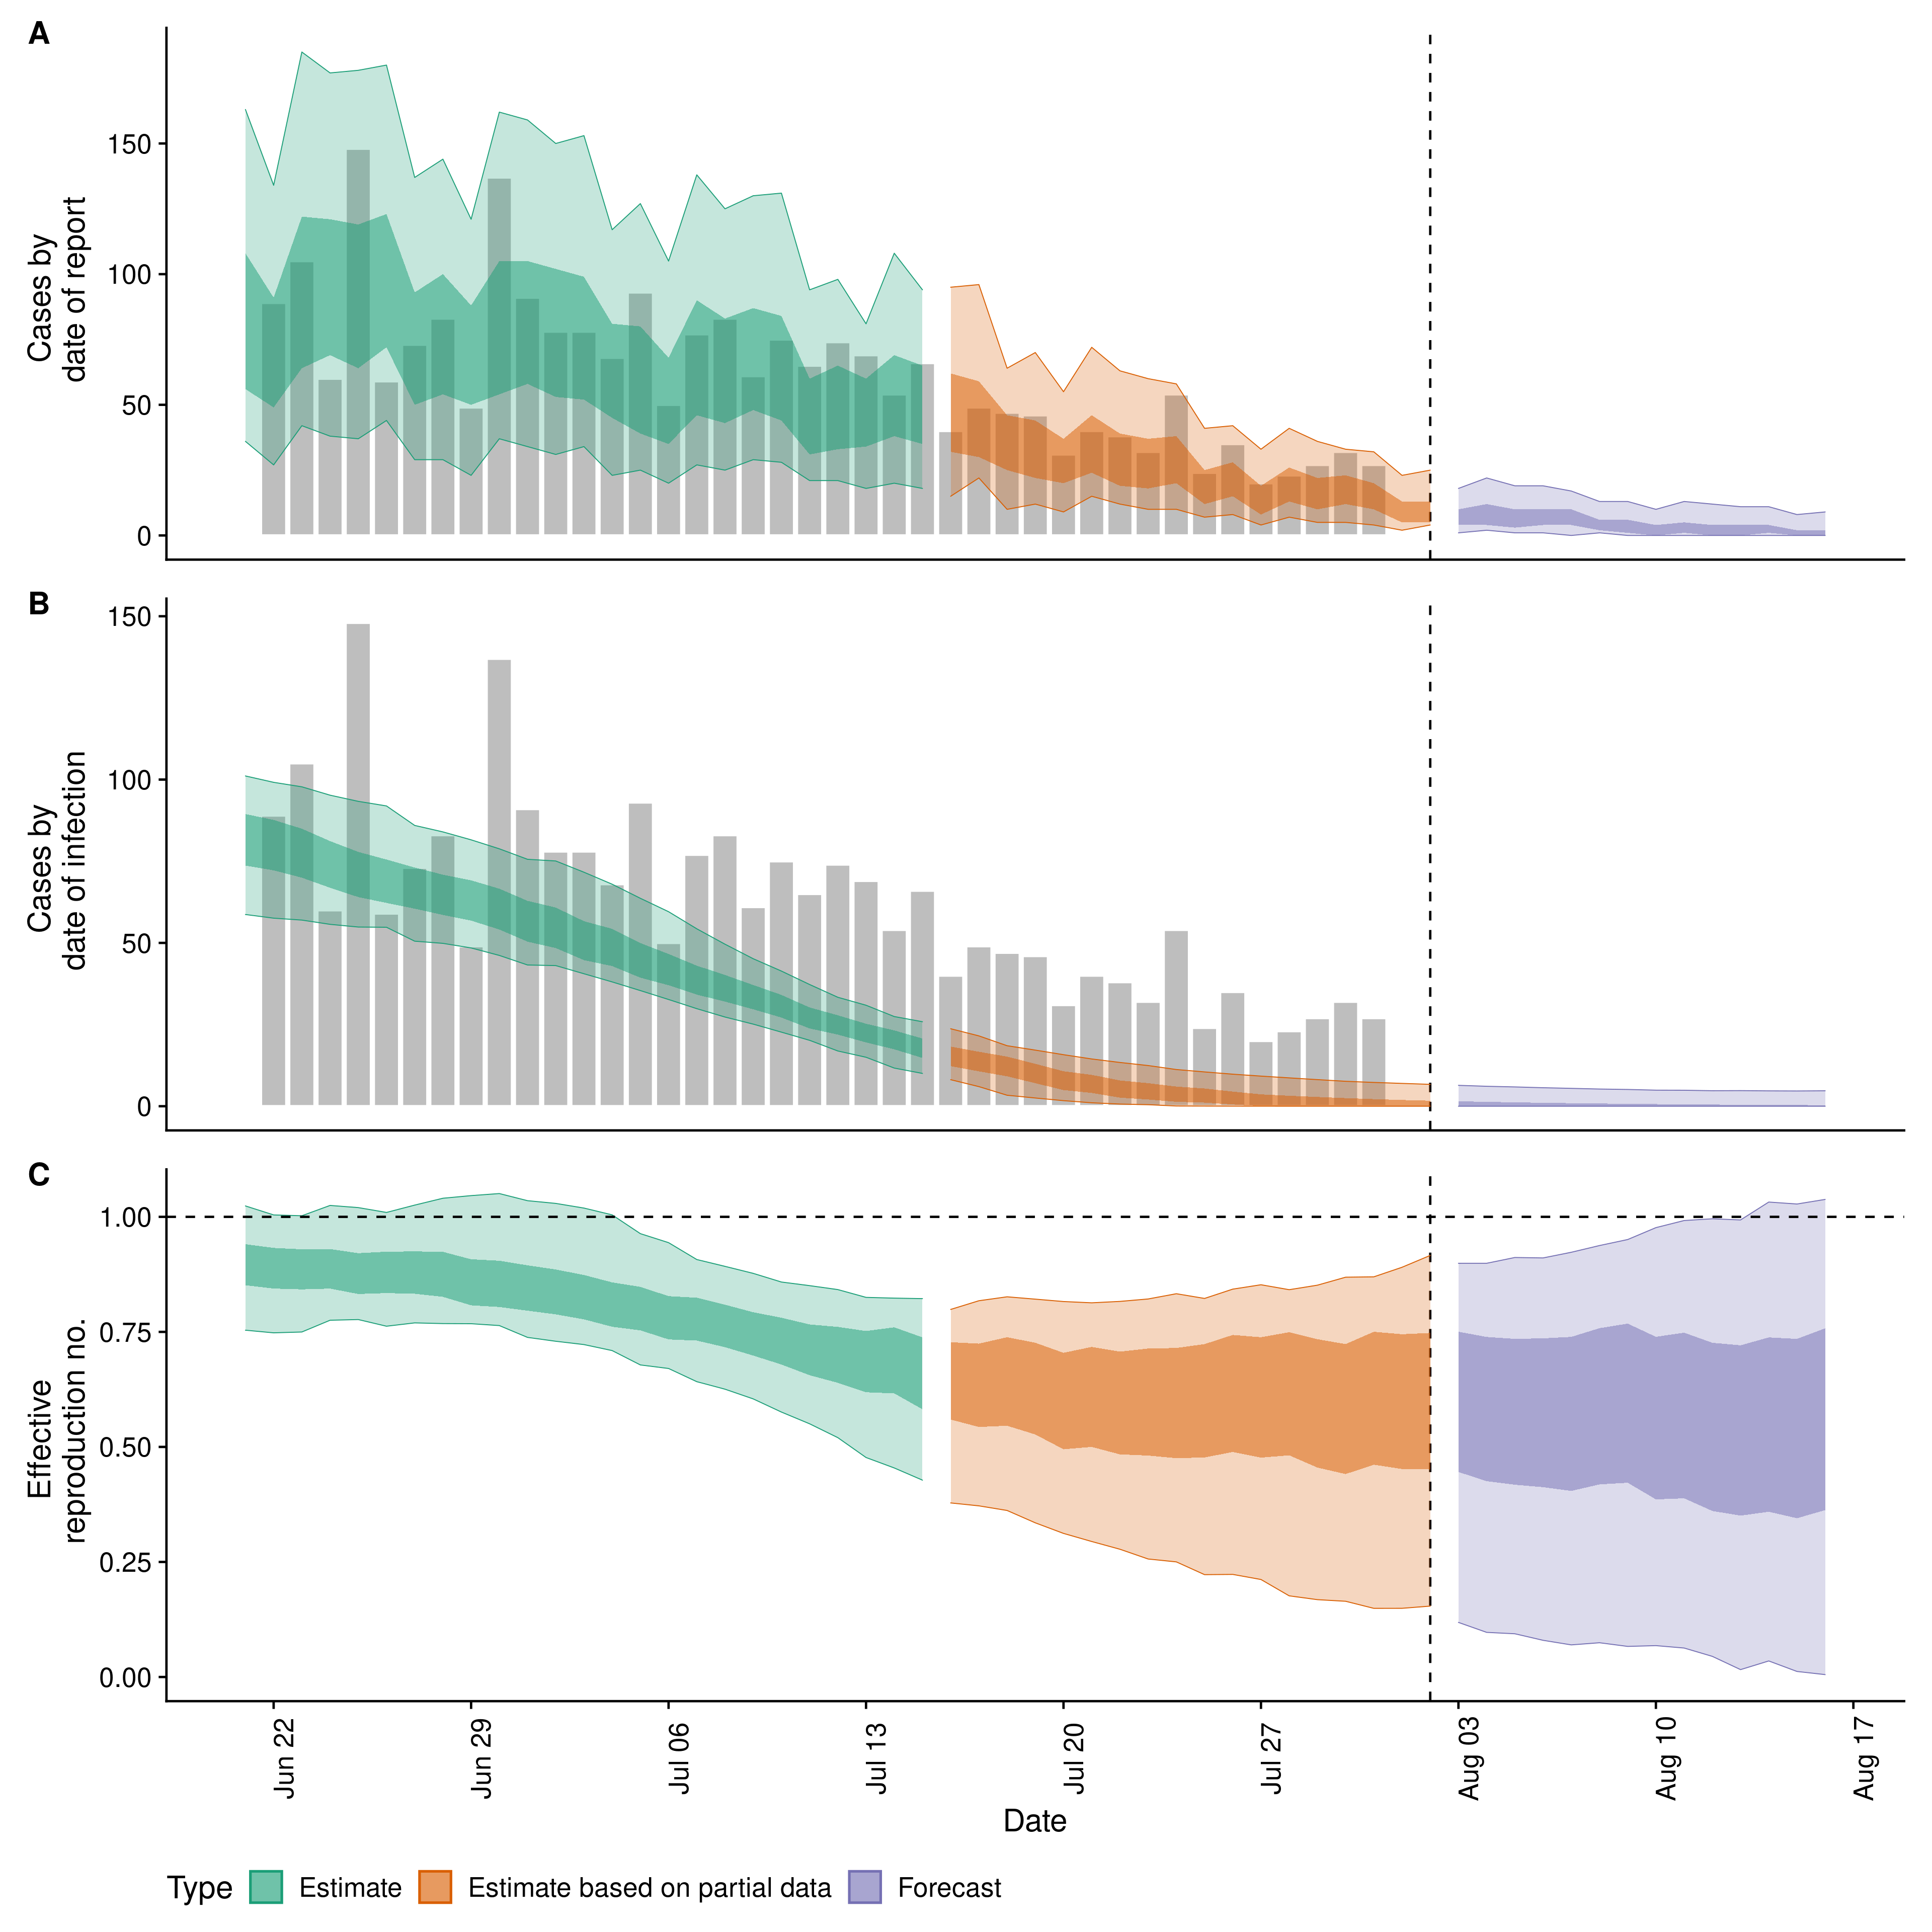 A
Cases by
date of report
150
100
50
0
B
Cases by
date of infection
150
100
50
0
C
Effective
reproduction no.
1.00
0.75
0.50
0.25
0.00
Jun 22
Jun 29
Jul 06
Jul 13
Jul 20
Jul 27
Aug 03
Aug 10
Aug 17
Date
Type
Estimate
Estimate based on partial data
Forecast